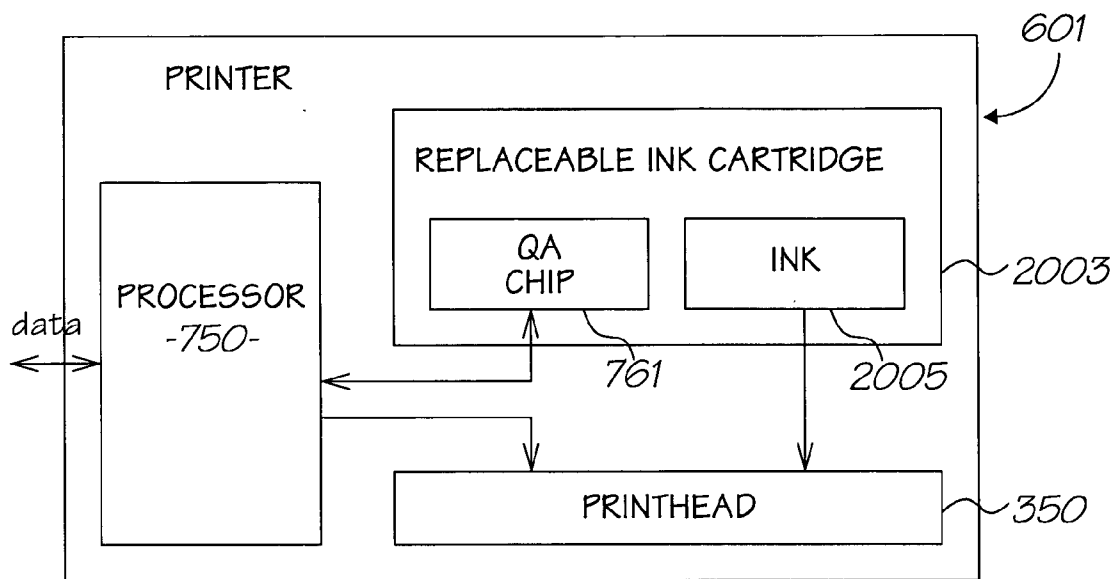 601
PRINTER
REPLACEABLE INK CARTRIDGE
QA
CHIP
INK
2003
PROCESSOR
-750-
data
761
2005
PRINTHEAD
350